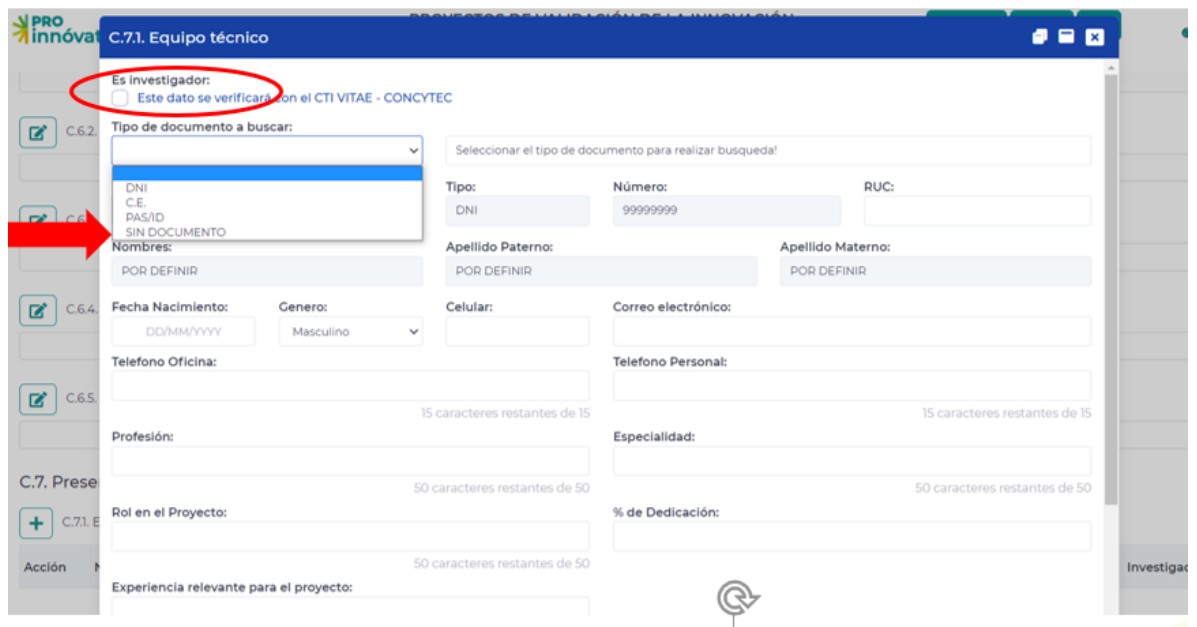 PRO
innóvat
C.7.1. Equipo técnico
Es investigador:
Este dato se verificará con el CTI VITAE - CONCYTEC
Tipo de documento a buscar:
Seleccionar el tipo de documento para realizar busqueda!
DNI
C.E.
PAS/ID
SIN DOCUMENTO
Tipo:
Número:
RUC:
DNI
99999999
Nombres:
Apellido Paterno:
Apellido Materno:
POR DEFINIR
POR DEFINIR
POR DEFINIR
Fecha Nacimiento:
Genero:
Celular:
Correo electrónico:
DD/MM/YYYY
Masculino
Telefono Oficina:
Telefono Personal:
15 caracteres restantes de 15
15 caracteres restantes de 15
Profesión:
Especialidad:
50 caracteres restantes de 50
50 caracteres restantes de 50
Rol en el Proyecto:
% de Dedicación:
50 caracteres restantes de 50
Experiencia relevante para el proyecto:
C.6.2.
C.6.4.
C.6.5.
C.7. Prese
C.7.1. E
Acción
Investigad